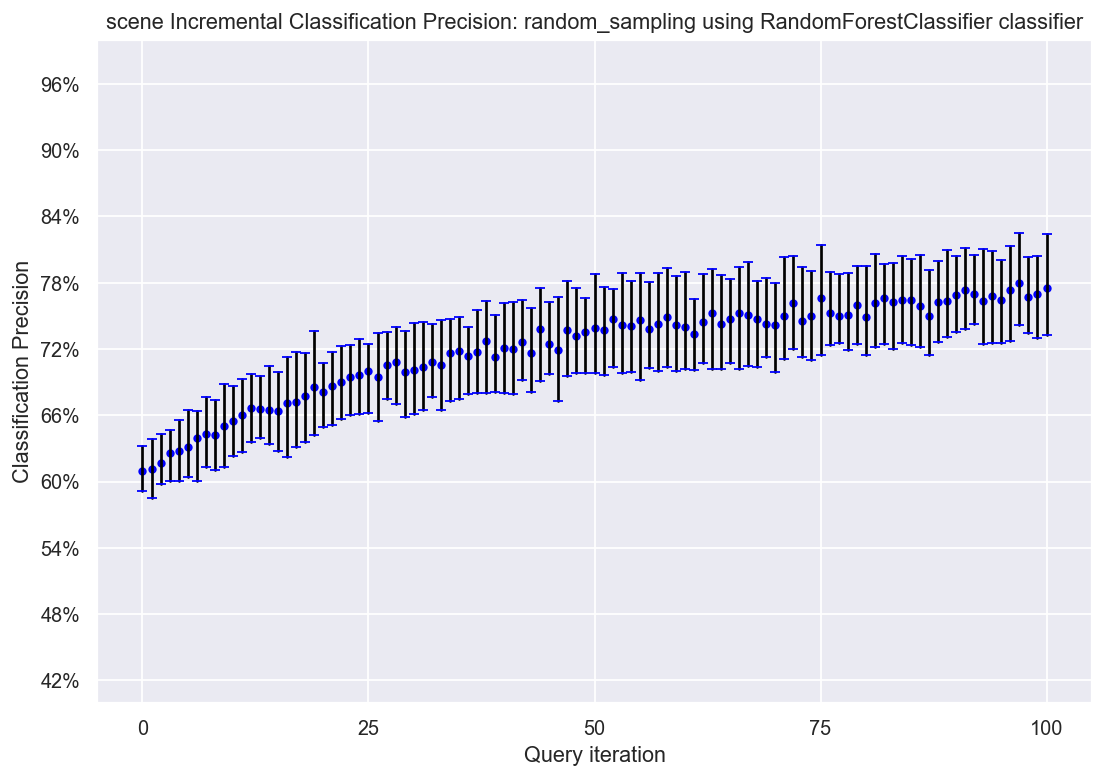 scene Incremental Classification Precision: random_sampling using RandomForestClassifier classifier
96%
90%
84%
78%
72%
66%
60%
54%
48%
42%
Classification Precision
0 25 50 75 100
Query iteration